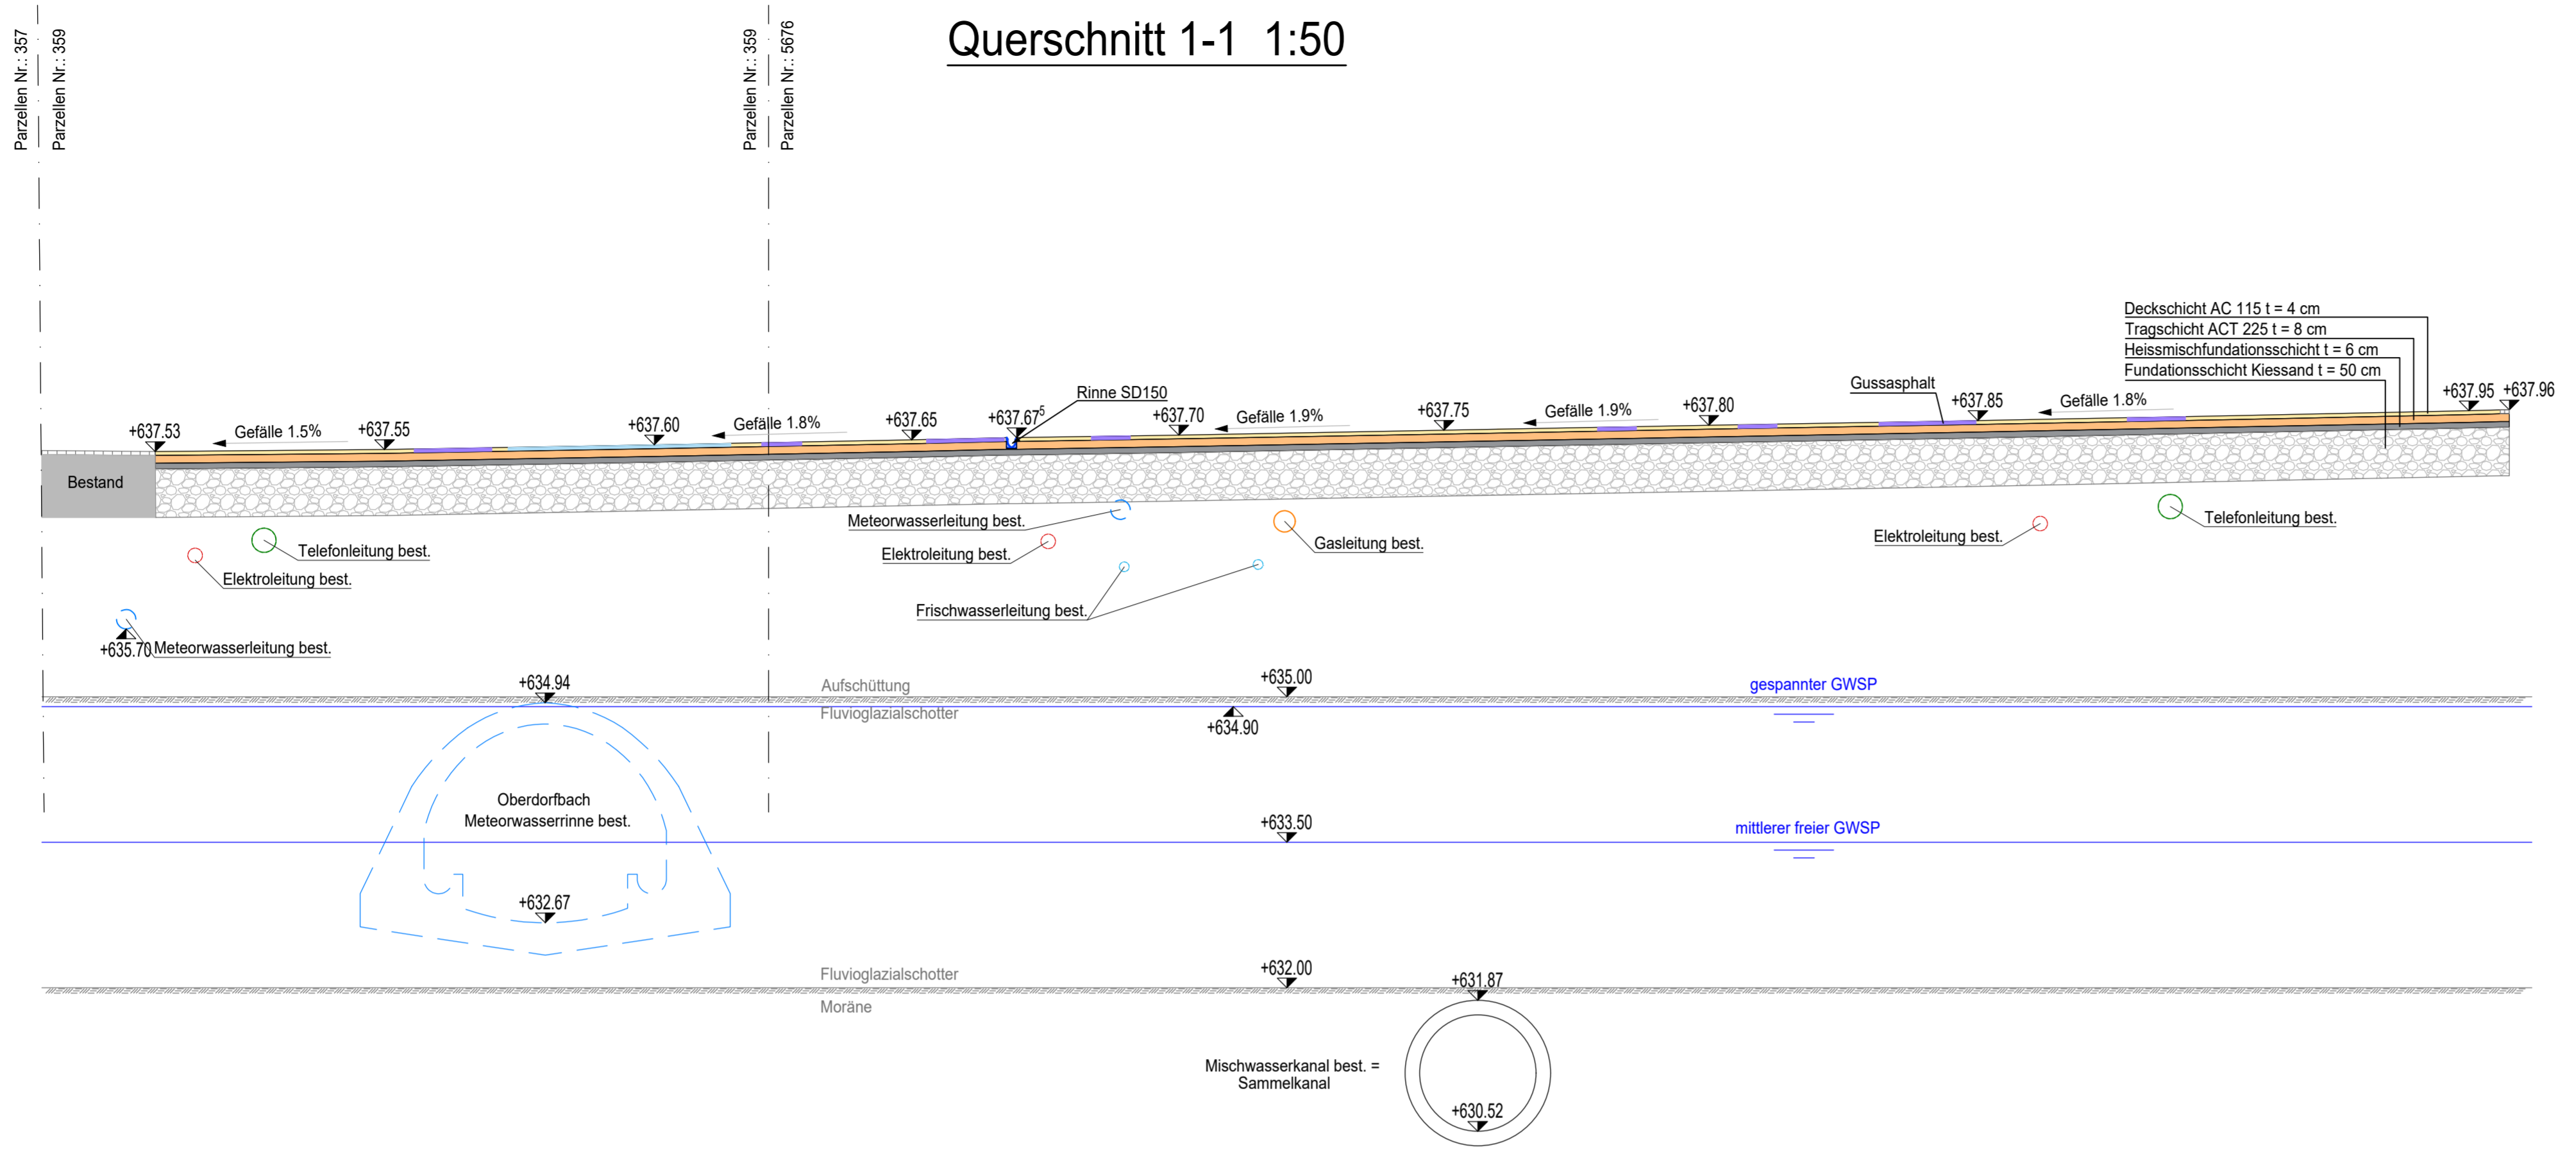 Querschnitt 1-1 1:50
Parzellen Nr.: 357
Parzellen Nr.: 359
Parzellen Nr.: 359
Parzellen Nr.: 5676
Deckschicht AC 115 t = 4 cm
Tragschicht ACT 225 t = 8 cm
Heissmischfundationsschicht t = 6 cm
Fundationsschicht Kiessand t = 50 cm
+637.53
Gefälle 1.5%
+637.55
+637.60
Gefälle 1.8%
+637.65
+637.67⁵
Rinne SD150
+637.70
Gefälle 1.9%
+637.75
Gefälle 1.9%
+637.80
Gussasphalt
+637.85
Gefälle 1.8%
+637.95
+637.96
Bestand
Telefonleitung best.
Elektroleitung best.
+635.70
Meteorwasserleitung best.
Meteorwasserleitung best.
Elektroleitung best.
Gasleitung best.
Frischwasserleitung best.
Elektroleitung best.
Telefonleitung best.
+634.94
Aufschüttung
+635.00
gespannter GWSP
Fluvioglazialschotter
+634.90
Oberdorfbach
Meteorwasserrinne best.
+633.50
mittlerer freier GWSP
+632.67
Fluvioglazialschotter
+632.00
+631.87
Moräne
Mischwasserkanal best. =
Sammelkanal
+630.52